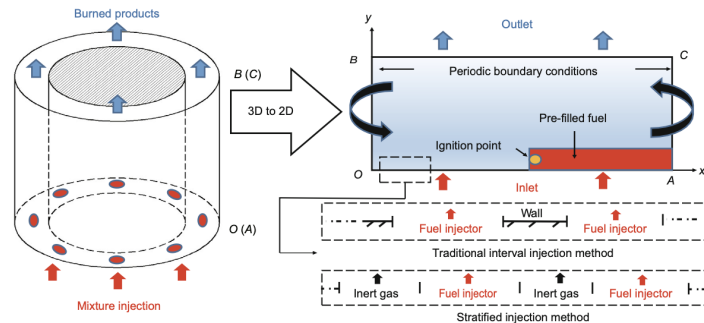 Burned products
B (C)
O (A)
Mixture injection
3D to 2D
y
Outlet
B
C
Periodic boundary conditions
Pre-filled fuel
Ignition point
O
Inlet
A
x
Wall
Fuel injector
Fuel injector
Traditional interval injection method
Inert gas
Fuel injector
Inert gas
Fuel injector
Stratified injection method